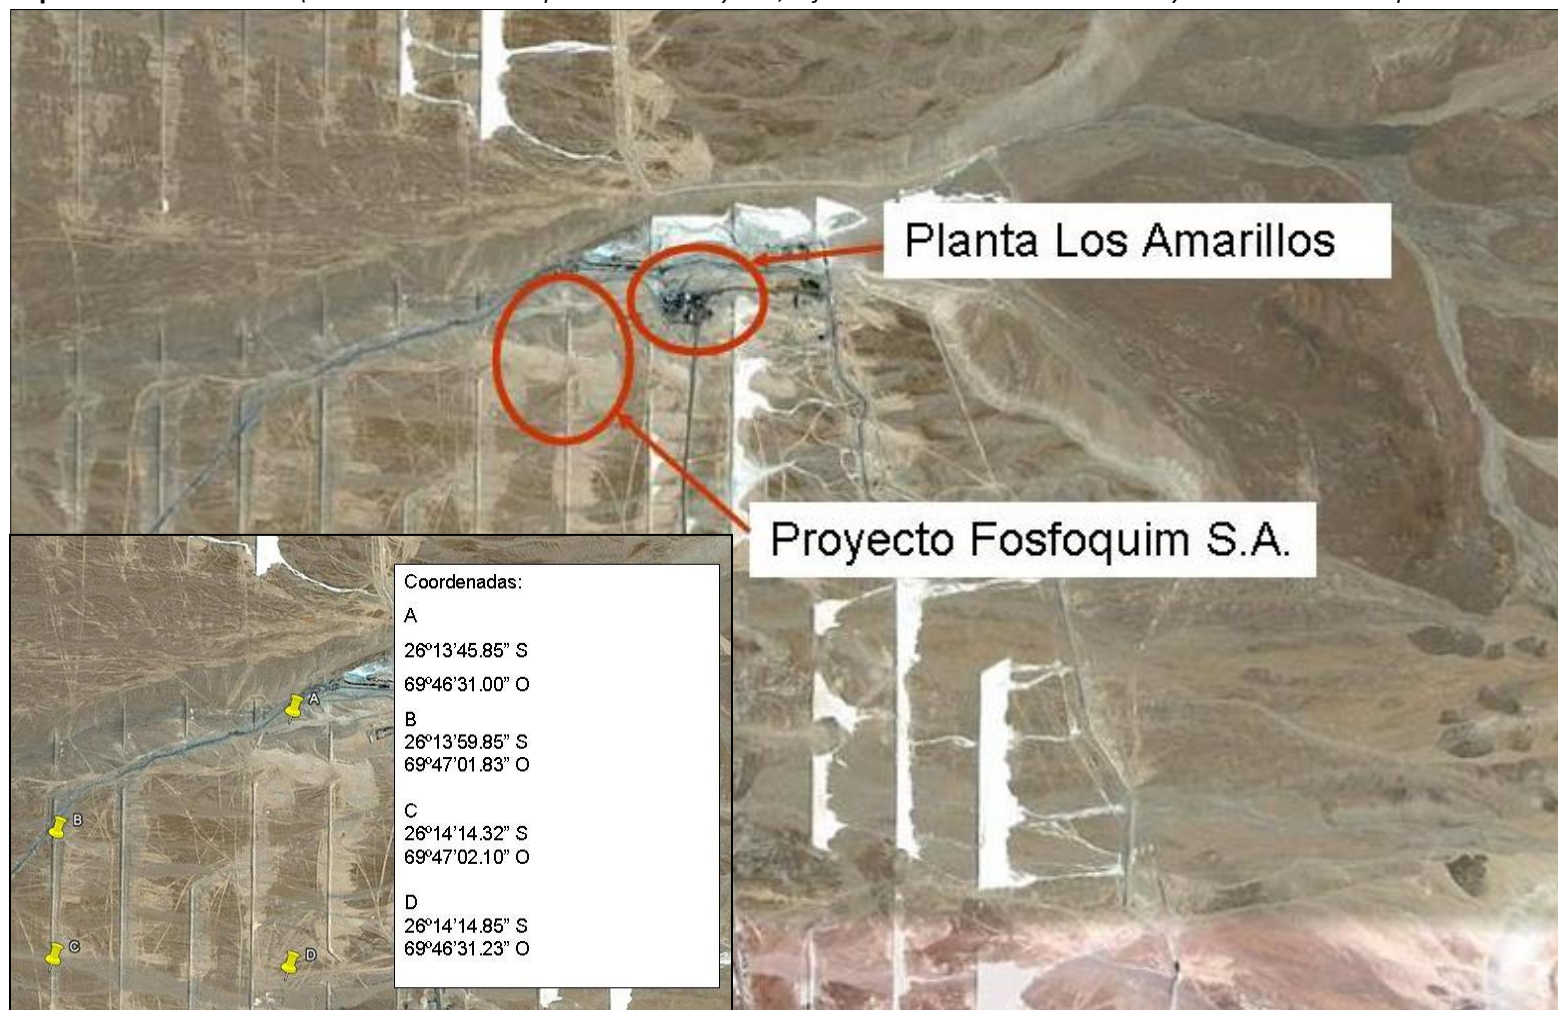 Planta Los Amarillos
Proyecto Fosfoquim S.A.
Coordenadas:
A
26º13'45.85" S
69º46'31.00" O
B
26º13'59.85" S
69º47'01.83" O
C
26º14'14.32" S
69º47'02.10" O
D
26º14'14.85" S
69º46'31.23" O
A
B
C
D